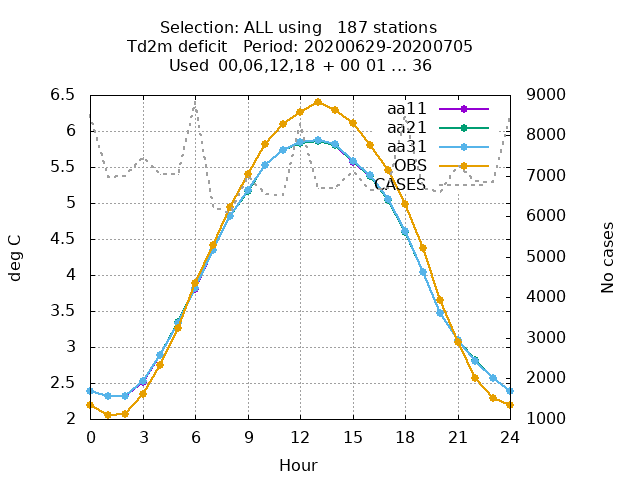 Selection: ALL using   187 stations
Td2m deficit   Period: 20200629-20200705
Used  00,06,12,18 + 00 01 ... 36
6.5
6
5.5
5
4.5
4
3.5
3
2.5
2
9000
8000
7000
6000
5000
4000
3000
2000
1000
aa11
aa21
aa31
OBS
CASES
deg C
No cases
0 3 6 9 12 15 18 21 24
Hour